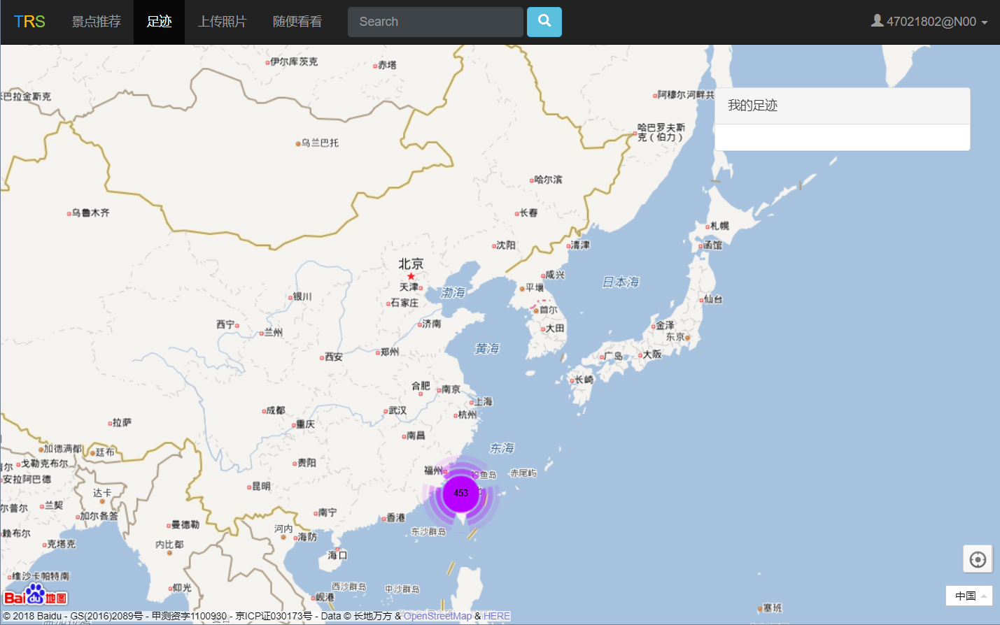 TRS
景点推荐
足迹
上传照片
随便看看
Search
47021802@N00
我的足迹
伊尔库茨克
赤塔
巴拉金斯克
阿穆尔河畔共
哈巴罗夫斯
克（伯力）
乌兰巴托
哈尔滨
乌鲁木齐
长春
札幌
沈阳
清津
函馆
北京
咸兴
天津
渤海
平壤
日本海
银川
石家庄
首尔
仙台
西宁
兰州
济南
大田
金泽
东京
黄海
西安
郑州
广岛
大阪
合肥
南京
长崎
上海
成都
武汉
杭州
拉萨
重庆
南昌
加德满都
廷布
东海
戈勒克布尔
贵阳
福州
钓鱼岛
赤尾屿
安拉阿巴德
昆明
453
达卡
兰契
加尔各答
曼德勒
南宁
香港
河内
海防
东沙群岛
赖布尔
克塔克
内比都
海口
维沙卡帕特南
仰光
西沙群岛
中沙群岛
岘港
中国
塞班
Bai du 地图
© 2018 Baidu - GS(2016)2089号 - 甲测资字1100930 - 京ICP证030173号 - Data © 长地万方 & OpenStreetMap & HERE